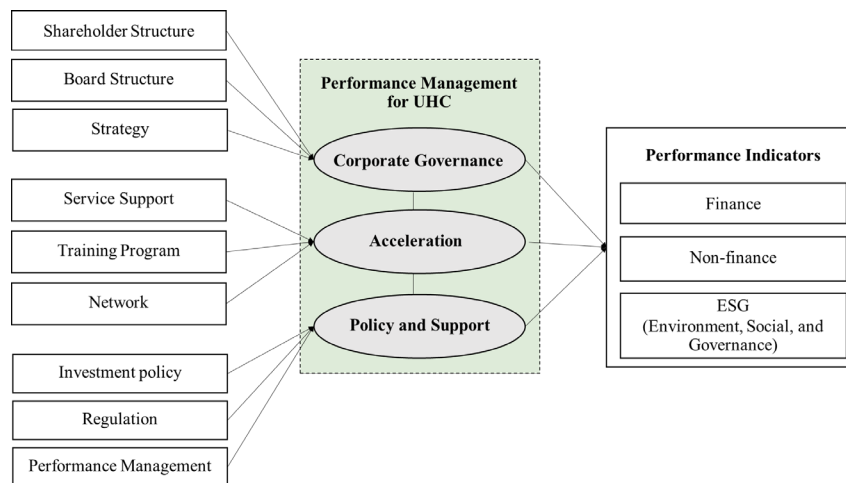 Shareholder Structure
Board Structure
Strategy
Service Support
Training Program
Network
Investment policy
Regulation
Performance Management
Performance Management
for UHC
Corporate Governance
Acceleration
Policy and Support
Performance Indicators
Finance
Non-finance
ESG
(Environment, Social, and
Governance)